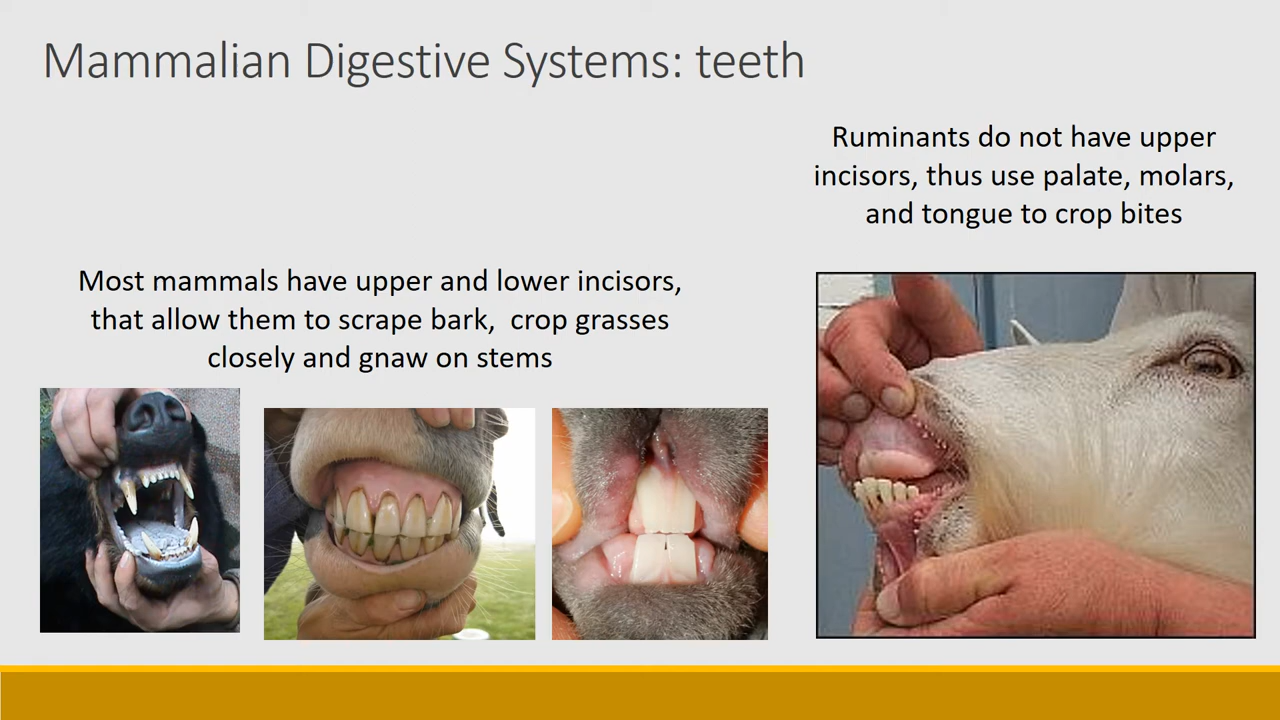 Mammalian Digestive Systems: teeth
Ruminants do not have upper
incisors, thus use palate, molars,
and tongue to crop bites
Most mammals have upper and lower incisors,
that allow them to scrape bark,  crop grasses
closely and gnaw on stems